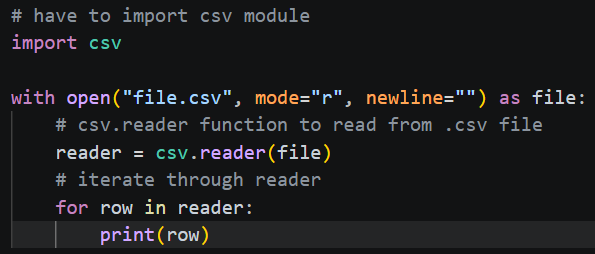 # have to import csv module
import csv

with open("file.csv", mode="r", newline="") as file:
    # csv.reader function to read from .csv file
    reader = csv.reader(file)
    # iterate through reader
    for row in reader:
        print(row)